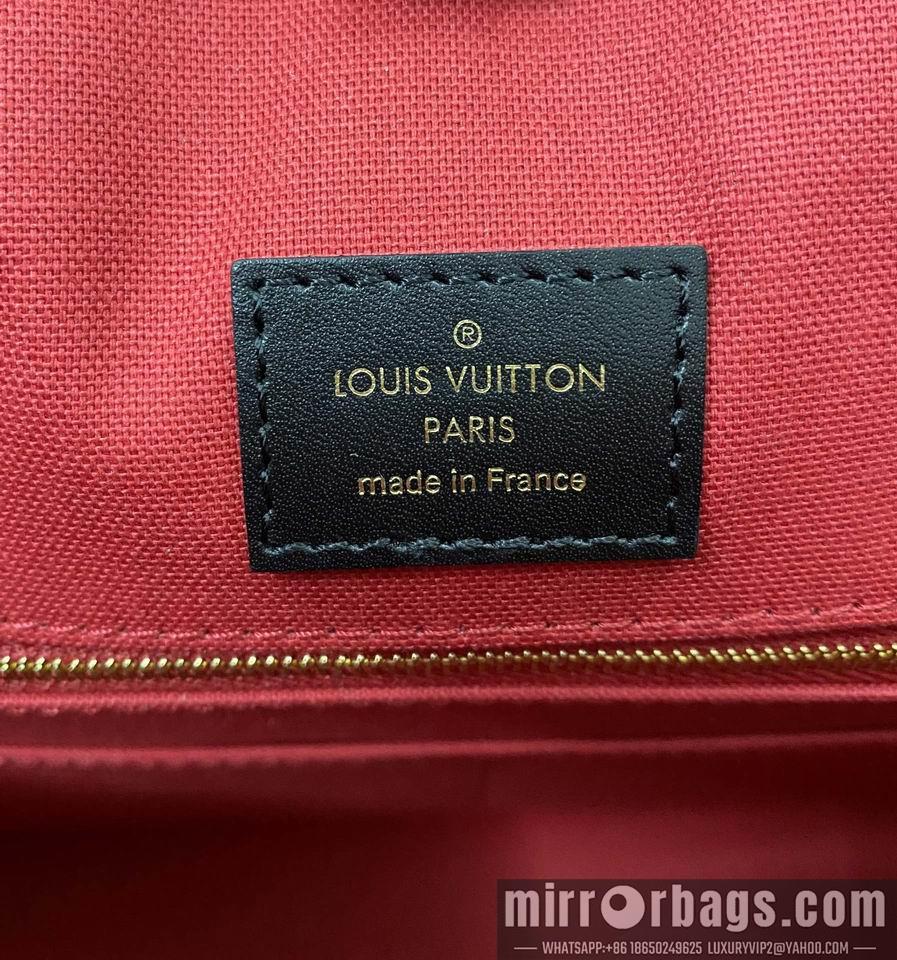 ®
LOUIS VUITTON
PARIS
made in France
mirrorbags.com
WHATSAPP:+86 18650249625 LUXURYVIP2@YAHOO.COM